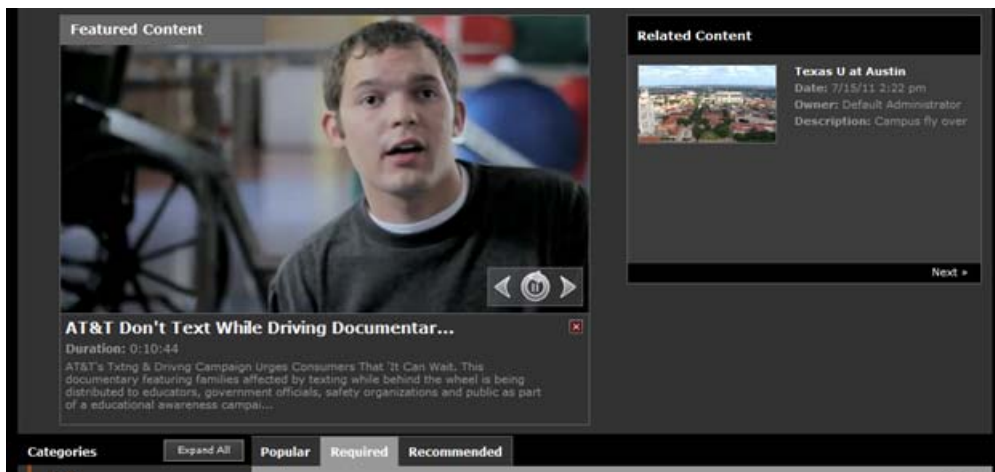 Featured Content
AT&T Don't Text While Driving Documentar...
Duration: 0:10:44
AT&T's Txtng & Drivng Campaign Urges Consumers That 'It Can Wait. This
documentary featuring families affected by texting while behind the wheel is being
distributed to educators, government officials, safety organizations and public as part
of a educational awareness campai...
Related Content
Texas U at Austin
Date: 7/15/11 2:22 pm
Owner: Default Administrator
Description: Campus fly over
Next »
Categories
Expand All
Popular
Required
Recommended